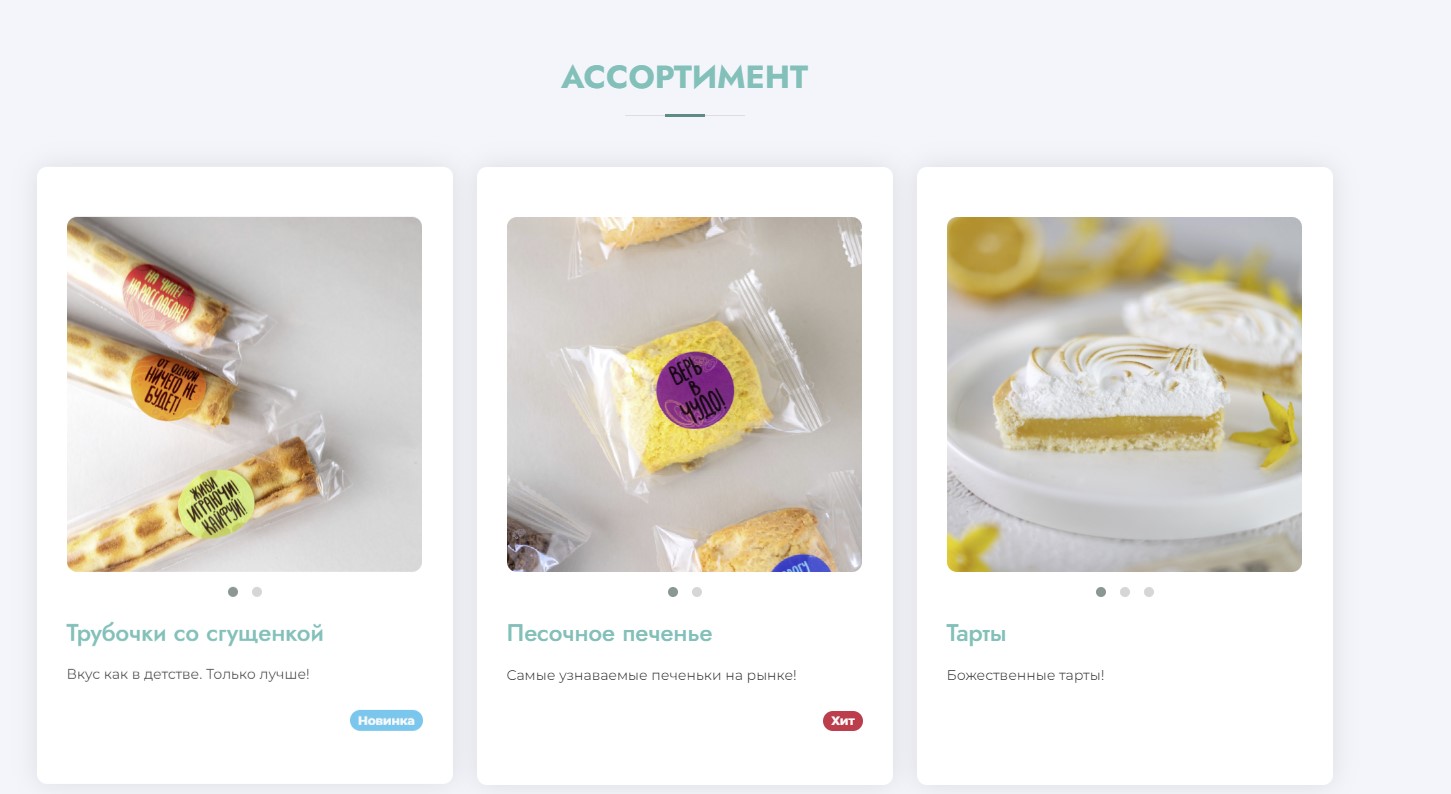 АССОРТИМЕНТ
НА ЧИЛЕ!
НА РАССЛАБОНЕ!
ОТ ОДНОЙ
НИЧЕГО НЕ
БУДЕТ!
ЖИВИ
ИГРАЮЧИ!
КАЙФУЙ!
ВЕРЬ
В
ЧУДО!
Трубочки со сгущенкой
Вкус как в детстве. Только лучше!
Новинка
Песочное печенье
Самые узнаваемые печеньки на рынке!
Хит
Тарты
Божественные тарты!